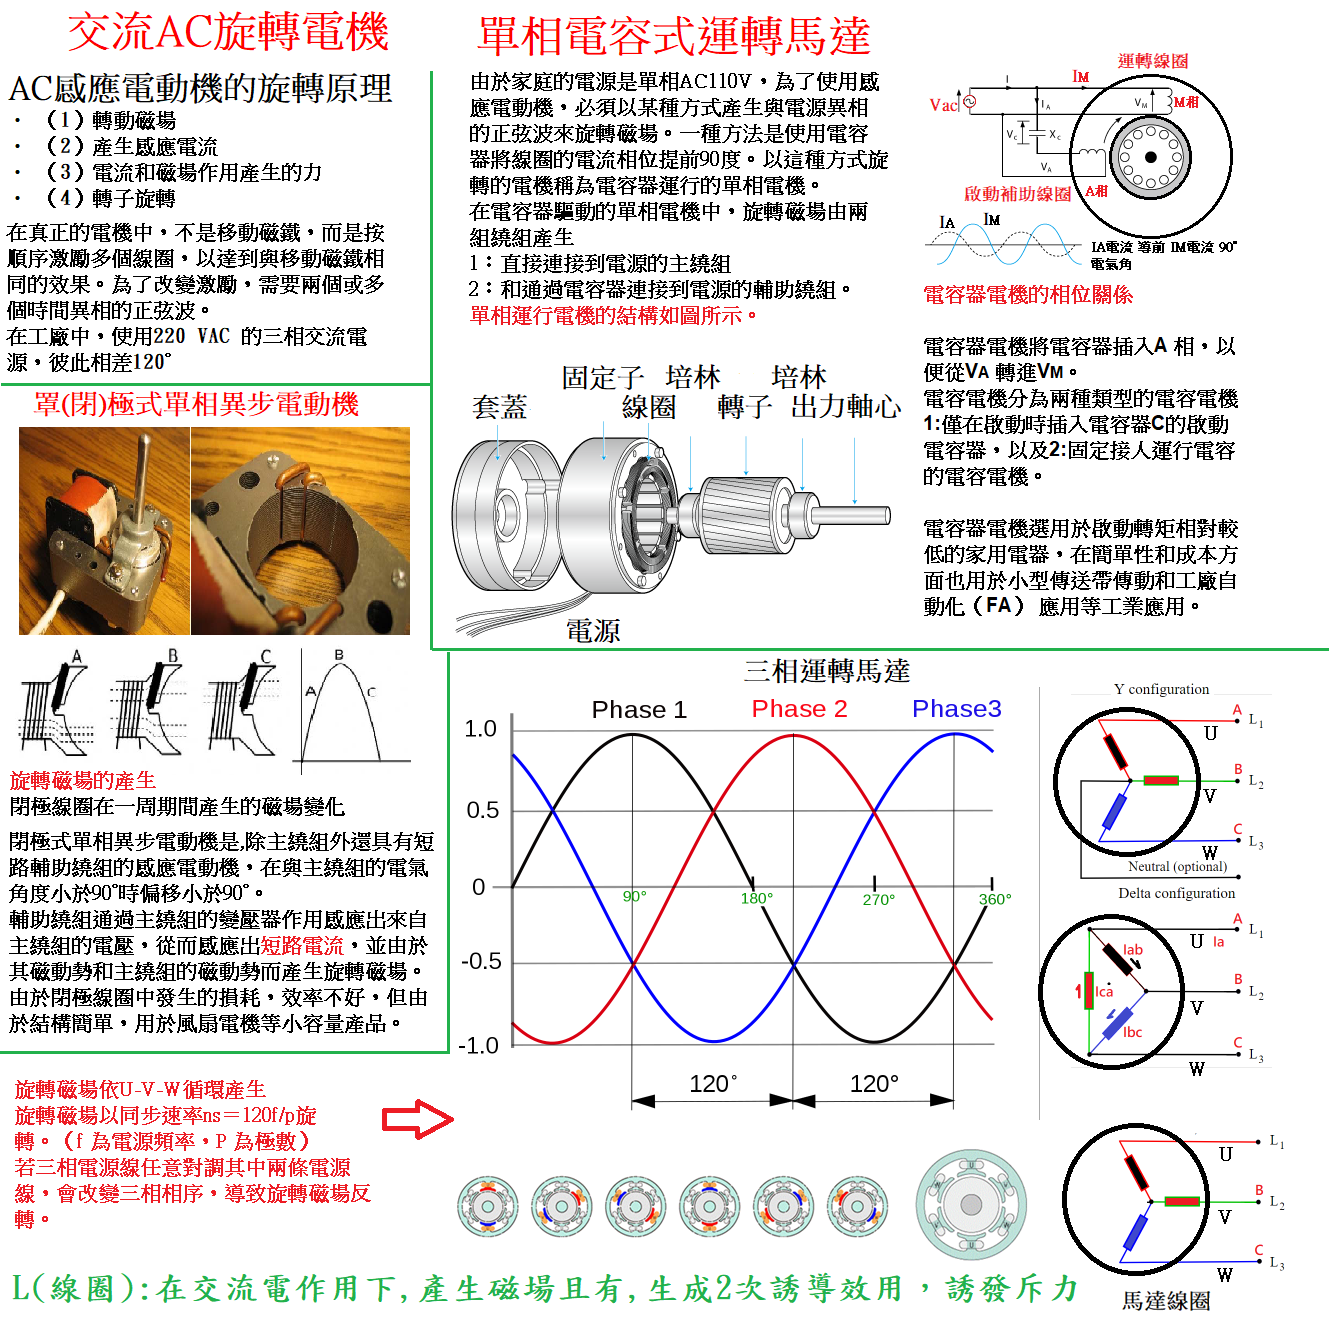 交流AC旋轉電機
AC感應電動機的旋轉原理
· （1）轉動磁場
· （2）產生感應電流
· （3）電流和磁場作用產生的力
· （4）轉子旋轉
在真正的電機中，不是移動磁鐵，而是按
順序激勵多個線圈，以達到與移動磁鐵相
同的效果。為了改變激勵，需要兩個或多
個時間異相的正弦波。
在工廠中，使用220 VAC 的三相交流電
源，彼此相差120°
單相電容式運轉馬達
由於家庭的電源是單相AC110V，為了使用感
應電動機，必須以某種方式產生與電源異相
的正弦波來旋轉磁場。一種方法是使用電容
器將線圈的電流相位提前90度。以這種方式旋
轉的電機稱為電容器運行的單相電機。
在電容器驅動的單相電機中，旋轉磁場由兩
組繞組產生
1：直接連接到電源的主繞組
2：和通過電容器連接到電源的輔助繞組。
單相運行電機的結構如圖所示。
套蓋
固定子
線圈
培林
轉子
培林
出力軸心
電源
運轉線圈
I
IM
Vac
IA
VM
M相
VC
XC
VA
A相
啟動補助線圈
IA
IM
IA電流 導前 IM電流 90°
電氣角
電容器電機的相位關係
電容器電機將電容器插入A 相，以
便從VA 轉進VM。
電容電機分為兩種類型的電容電機
1:僅在啟動時插入電容器C的啟動
電容器，以及2:固定接人運行電容
的電容電機。
電容器電機選用於啟動轉矩相對較
低的家用電器，在簡單性和成本方
面也用於小型傳送帶傳動和工廠自
動化（FA） 應用等工業應用。
罩(閉)極式單相異步電動機
A
B
C
A
B
C
旋轉磁場的產生
閉極線圈在一周期間產生的磁場變化
閉極式單相異步電動機是,除主繞組外還具有短
路輔助繞組的感應電動機，在與主繞組的電氣
角度小於90°時偏移小於90°。
輔助繞組通過主繞組的變壓器作用感應出來自
主繞組的電壓，從而感應出短路電流，並由於
其磁動勢和主繞組的磁動勢而產生旋轉磁場。
由於閉極線圈中發生的損耗，效率不好，但由
於結構簡單，用於風扇電機等小容量產品。
三相運轉馬達
Phase 1
Phase 2
Phase3
1.0
0.5
0
-0.5
-1.0
90°
180°
270°
360°
120°
120°
Y configuration
A
L1
U
B
L2
V
C
L3
W
Neutral (optional)
Delta configuration
A
L1
U
Ia
Iab
B
L2
V
1
Ica
Ibc
C
L3
W
旋轉磁場依U-V-W循環產生
旋轉磁場以同步速率ns＝120f/p旋
轉。（f 為電源頻率，P 為極數）
若三相電源線任意對調其中兩條電源
線，會改變三相相序，導致旋轉磁場反
轉。
L1
U
B
L2
V
C
L3
W
馬達線圈
L(線圈):在交流電作用下,產生磁場且有,生成2次誘導效用，誘發斥力